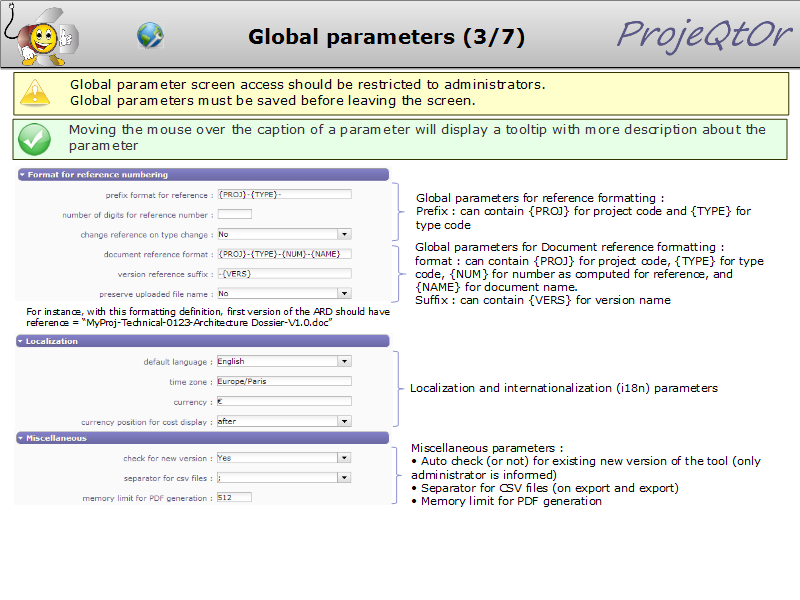 Global parameters (3/7)
ProjeQtOr
Global parameter screen access should be restricted to administrators.
Global parameters must be saved before leaving the screen.
Moving the mouse over the caption of a parameter will display a tooltip with more description about the
parameter
Format for reference numbering
prefix format for reference : {PROJ}-{TYPE}-
number of digits for reference number :
change reference on type change : No
document reference format : {PROJ}-{TYPE}-{NUM}-{NAME}
version reference suffix : -{VERS}
preserve uploaded file name : No
Global parameters for reference formatting :
Prefix : can contain {PROJ} for project code and {TYPE} for
type code
Global parameters for Document reference formatting :
format : can contain {PROJ} for project code, {TYPE} for type
code, {NUM} for number as computed for reference, and
{NAME} for document name.
Suffix : can contain {VERS} for version name
For instance, with this formatting definition, first version of the ARD should have
reference = “MyProj-Technical-0123-Architecture Dossier-V1.0.doc”
Localization
default language : English
time zone : Europe/Paris
currency : €
currency position for cost display : after
Localization and internationalization (i18n) parameters
Miscellaneous
check for new version : Yes
separator for csv files : ;
memory limit for PDF generation : 512
Miscellaneous parameters :
• Auto check (or not) for existing new version of the tool (only
administrator is informed)
• Separator for CSV files (on export and export)
• Memory limit for PDF generation